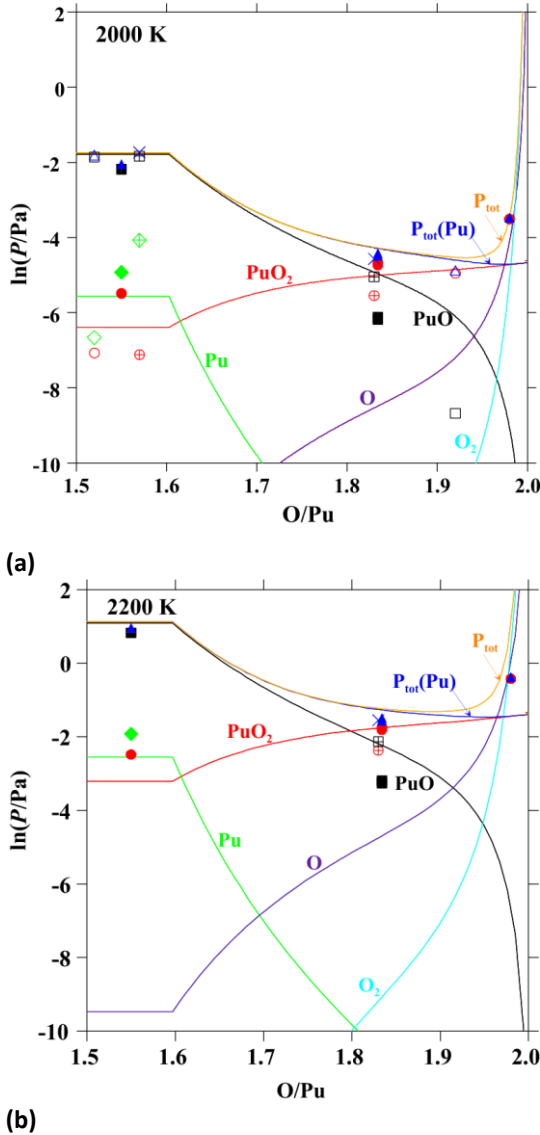 2
2000 K
0
-2
P_tot
-4
P_tot(Pu)
ln(P/Pa)
PuO₂
PuO
-6
Pu
O
-8
O₂
-10
1.5 1.6 1.7 1.8 1.9 2.0
O/Pu
(a)
2
2200 K
P_tot
0
P_tot(Pu)
-2
PuO₂
PuO
ln(P/Pa)
-4
Pu
-6
O
-8
O₂
-10
1.5 1.6 1.7 1.8 1.9 2.0
O/Pu
(b)